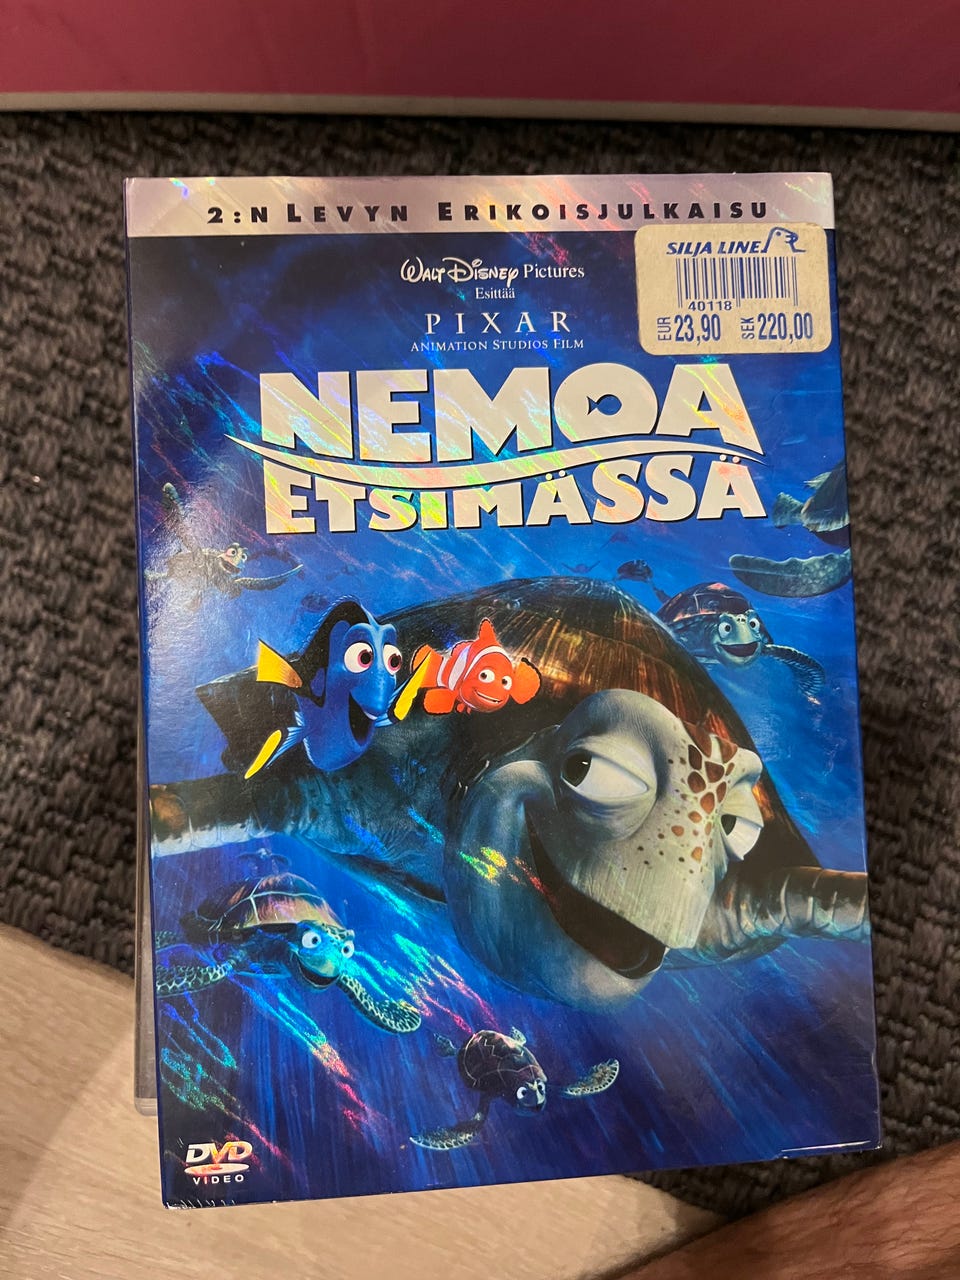 2:N LEVYN ERIKOISJULKAISU
SILJA LINE
40118
EUR 23,90 SEK 220,00
WALT DISNEY Pictures
Esittää
PIXAR
ANIMATION STUDIOS FILM
NEMOA
ETSIMÄSSÄ
DVD
VIDEO